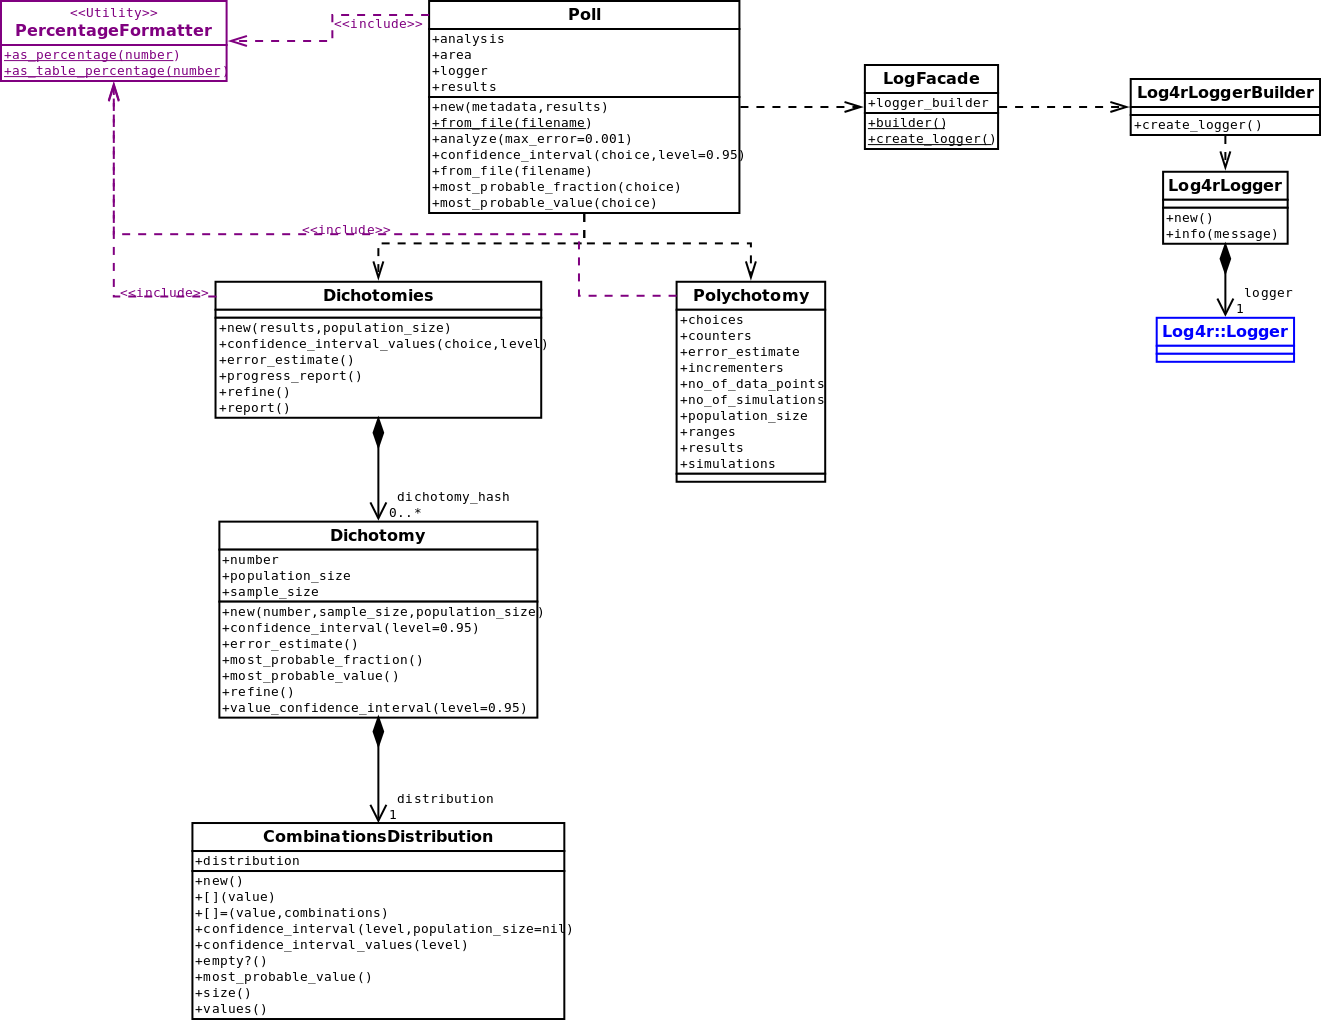 <<Utility>>
PercentageFormatter
+as_percentage(number)
+as_table_percentage(number)
<<include>>
Poll
+analysis
+area
+logger
+results
+new(metadata,results)
+from_file(filename)
+analyze(max_error=0.001)
+confidence_interval(choice,level=0.95)
+from_file(filename)
+most_probable_fraction(choice)
+most_probable_value(choice)
LogFacade
+logger_builder
+builder()
+create_logger()
Log4rLoggerBuilder
+create_logger()
Log4rLogger
+new()
+info(message)
logger
1
Log4r::Logger
<<include>>
<<include>>
Dichotomies
+new(results,population_size)
+confidence_interval_values(choice,level)
+error_estimate()
+progress_report()
+refine()
+report()
Polychotomy
+choices
+counters
+error_estimate
+incrementers
+no_of_data_points
+no_of_simulations
+population_size
+ranges
+results
+simulations
dichotomy_hash
0..*
Dichotomy
+number
+population_size
+sample_size
+new(number,sample_size,population_size)
+confidence_interval(level=0.95)
+error_estimate()
+most_probable_fraction()
+most_probable_value()
+refine()
+value_confidence_interval(level=0.95)
distribution
1
CombinationsDistribution
+distribution
+new()
+[](value)
+[]=(value,combinations)
+confidence_interval(level,population_size=nil)
+confidence_interval_values(level)
+empty?()
+most_probable_value()
+size()
+values()